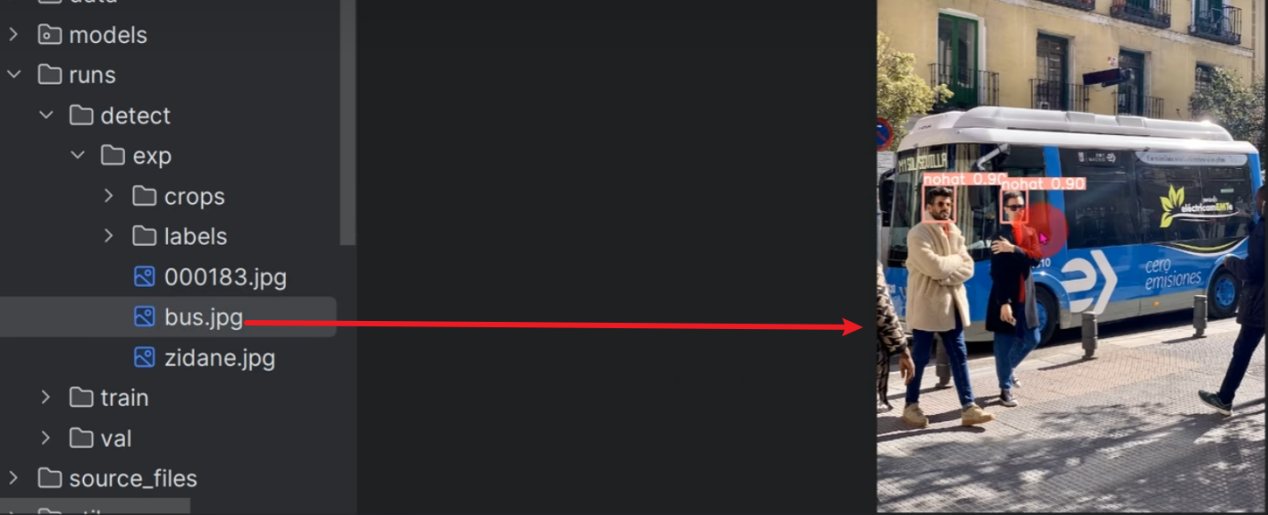 models
runs
detect
exp
crops
labels
000183.jpg
bus.jpg
zidane.jpg
train
val
source_files
nohat 0.90
nohat 0.90
eléctricamEMTe
cero
emisiones